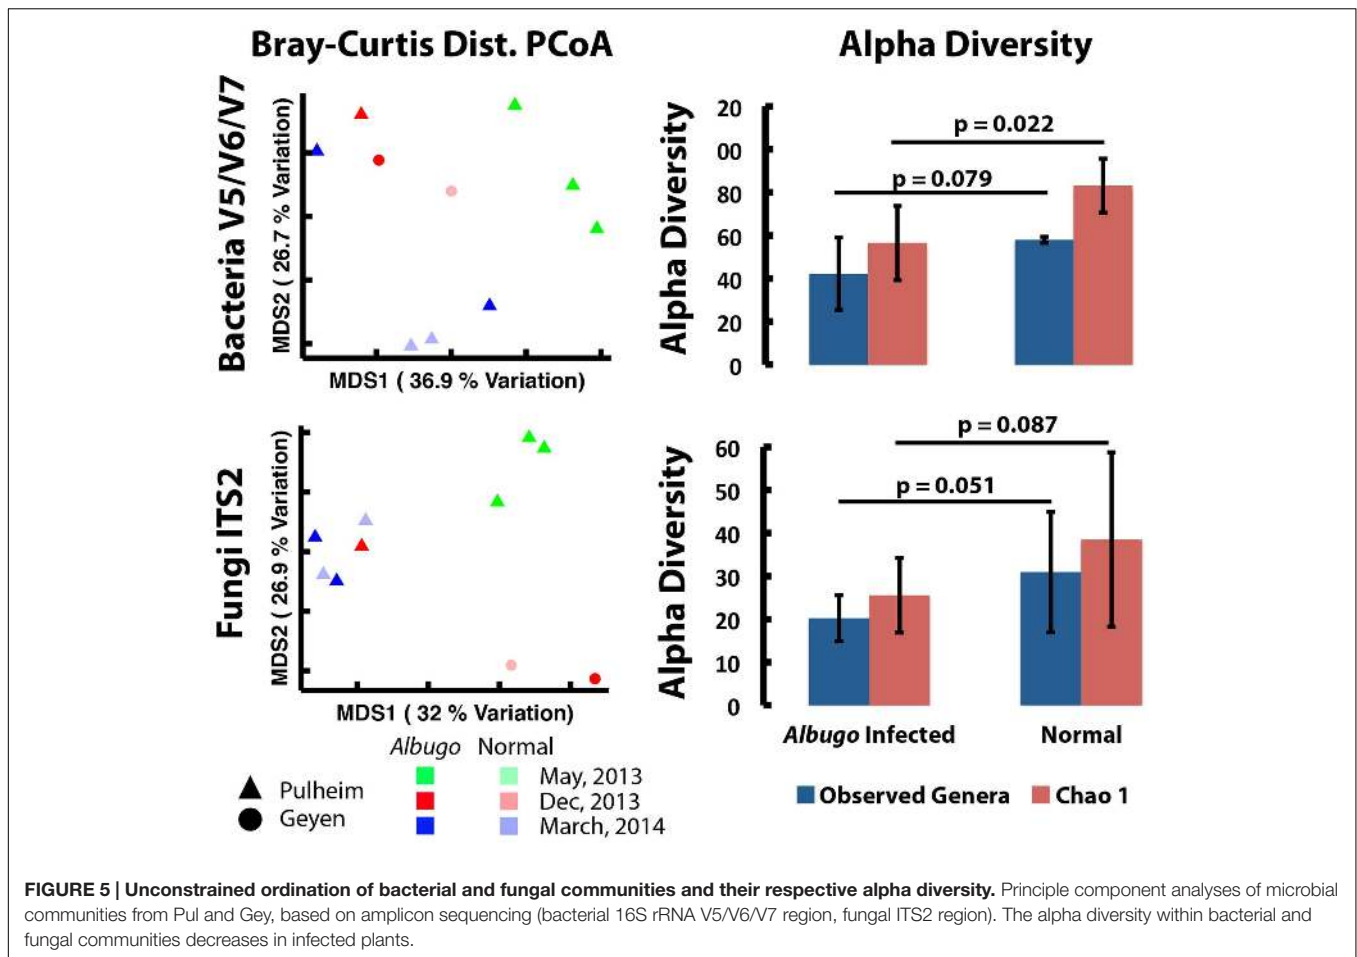 Bray-Curtis Dist. PCoA
Alpha Diversity
Bacteria V5/V6/V7
MDS2 ( 26.7 % Variation)
MDS1 ( 36.9 % Variation)
Alpha Diversity
20
00
80
60
40
20
0
p = 0.022
p = 0.079
Fungi ITS2
MDS2 ( 26.9 % Variation)
MDS1 ( 32 % Variation)
Alpha Diversity
60
50
40
30
20
10
0
p = 0.087
p = 0.051
Albugo Infected
Normal
Albugo Normal
Pulheim
Geyen
May, 2013
Dec, 2013
March, 2014
Observed Genera
Chao 1
FIGURE 5 | Unconstrained ordination of bacterial and fungal communities and their respective alpha diversity. Principle component analyses of microbial
communities from Pul and Gey, based on amplicon sequencing (bacterial 16S rRNA V5/V6/V7 region, fungal ITS2 region). The alpha diversity within bacterial and
fungal communities decreases in infected plants.